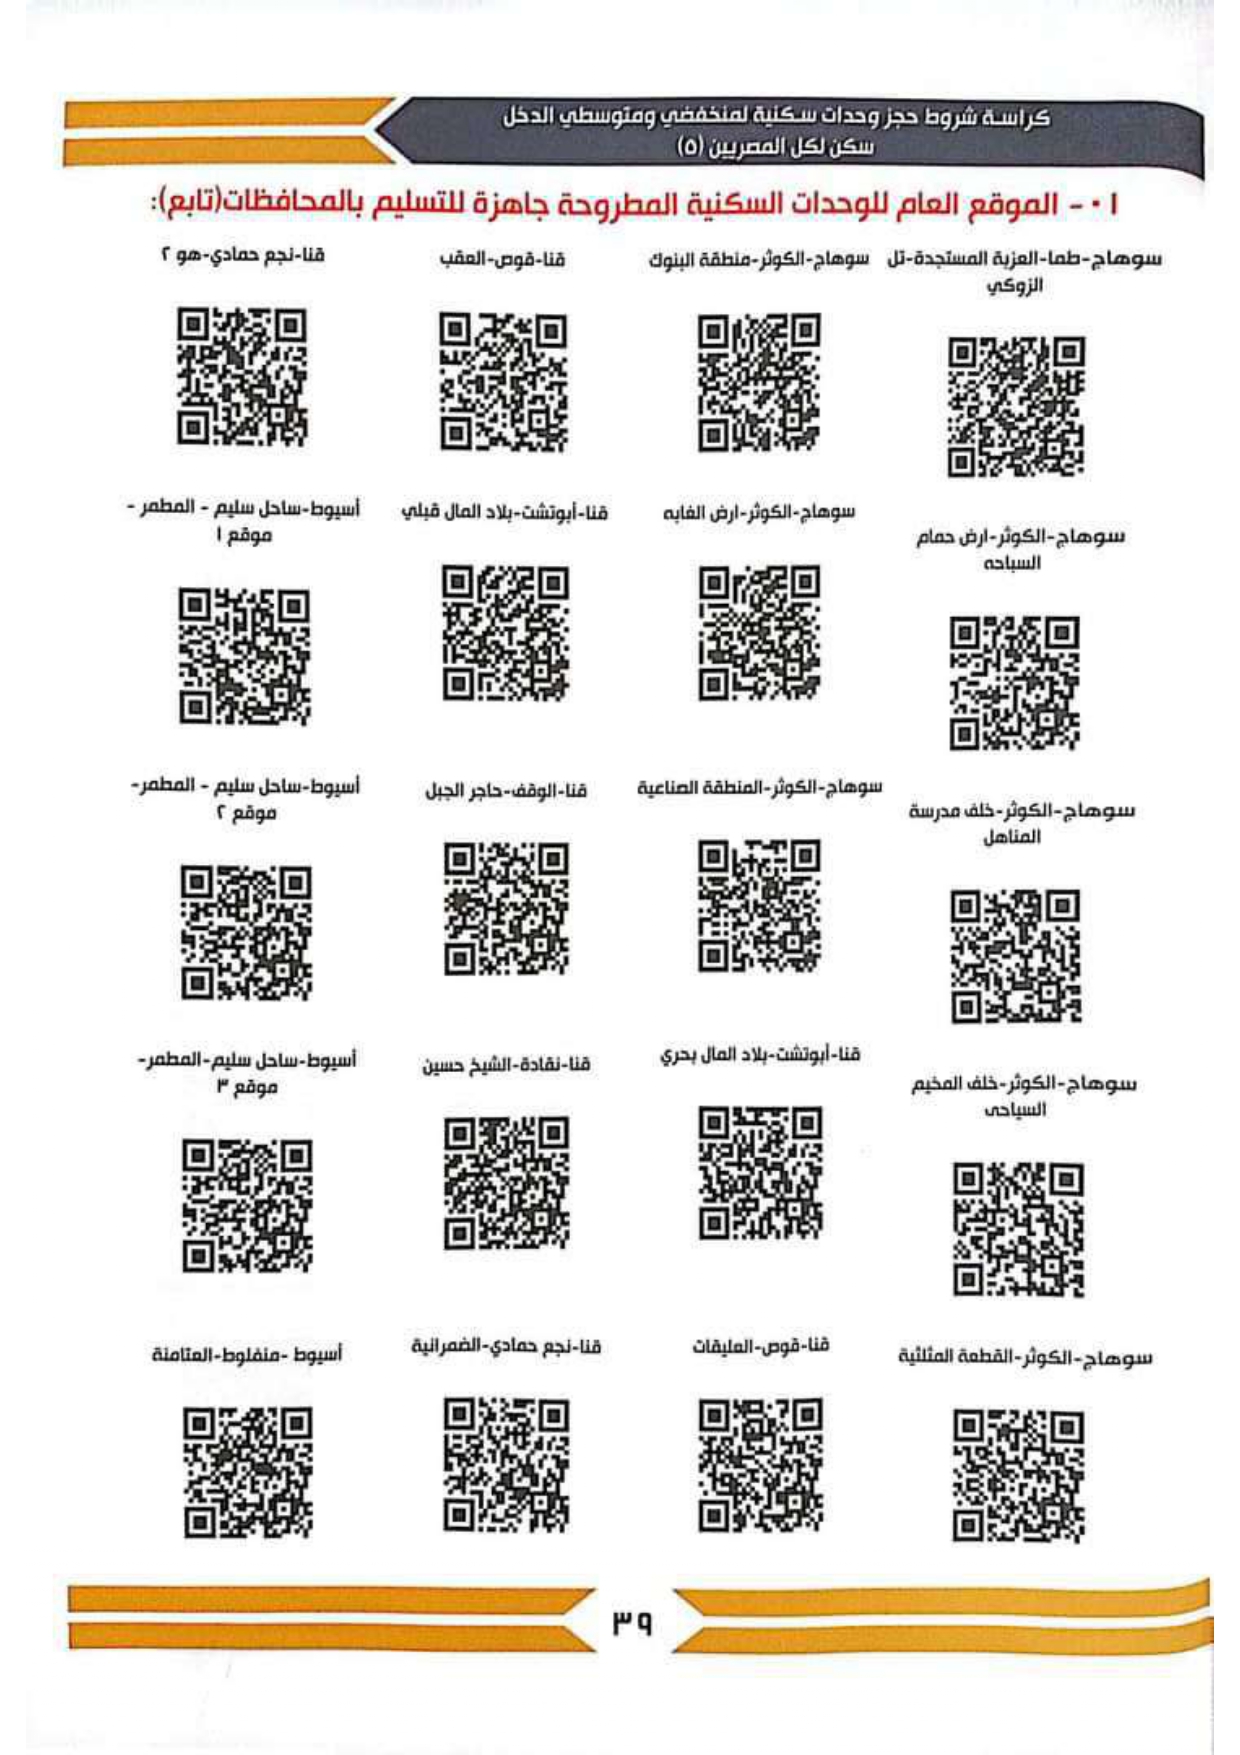 كراسة شروط حجز وحدات سكنية لمنخفضي ومتوسطي الدخل
سكن لكل المصريين (٥)
١٠- الموقع العام للوحدات السكنية المطروحة جاهزة للتسليم بالمحافظات(تابع):
سوهاج-طما-العزبة المستجدة-تل
الزوكي
سوهاج-الكوثر-منطقة البنوك
قنا-قوص-العقب
قنا-نجع حمادي-هو ٢
سوهاج-الكوثر-ارض حمام
السباحه
سوهاج-الكوثر-ارض الغابه
قنا-أبوتشت-بلاد المال قبلي
أسيوط-ساحل سليم - المطمر -
موقع ١
سوهاج-الكوثر-خلف مدرسة
المناهل
سوهاج-الكوثر-المنطقة الصناعية
قنا-الوقف-حاجر الجبل
أسيوط-ساحل سليم - المطمر-
موقع ٢
سوهاج-الكوثر-خلف المخيم
السياحى
قنا-أبوتشت-بلاد المال بحري
قنا-نقادة-الشيخ حسين
أسيوط-ساحل سليم-المطمر-
موقع ٣
سوهاج-الكوثر-القطعة المثلثية
قنا-قوص-العليقات
قنا-نجع حمادي-الضمرانية
أسيوط -منفلوط-العتامنة
٣٩